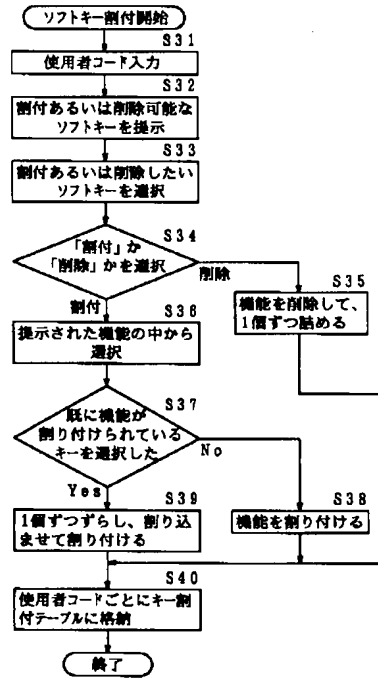 ソフトキー割付開始
S31
使用者コード入力
S32
割付あるいは削除可能な
ソフトキーを提示
S33
割付あるいは削除したい
ソフトキーを選択
S34
「割付」か
「削除」かを選択
削除
割付
S35
機能を削除して、
1個ずつ詰める
S36
提示された機能の中から
選択
S37
既に機能が
割り付けられている
キーを選択した
No
Yes
S38
機能を割り付ける
S39
1個ずつずらし、割り込
ませて割り付ける
S40
使用者コードごとにキー割
付テーブルに格納
終了